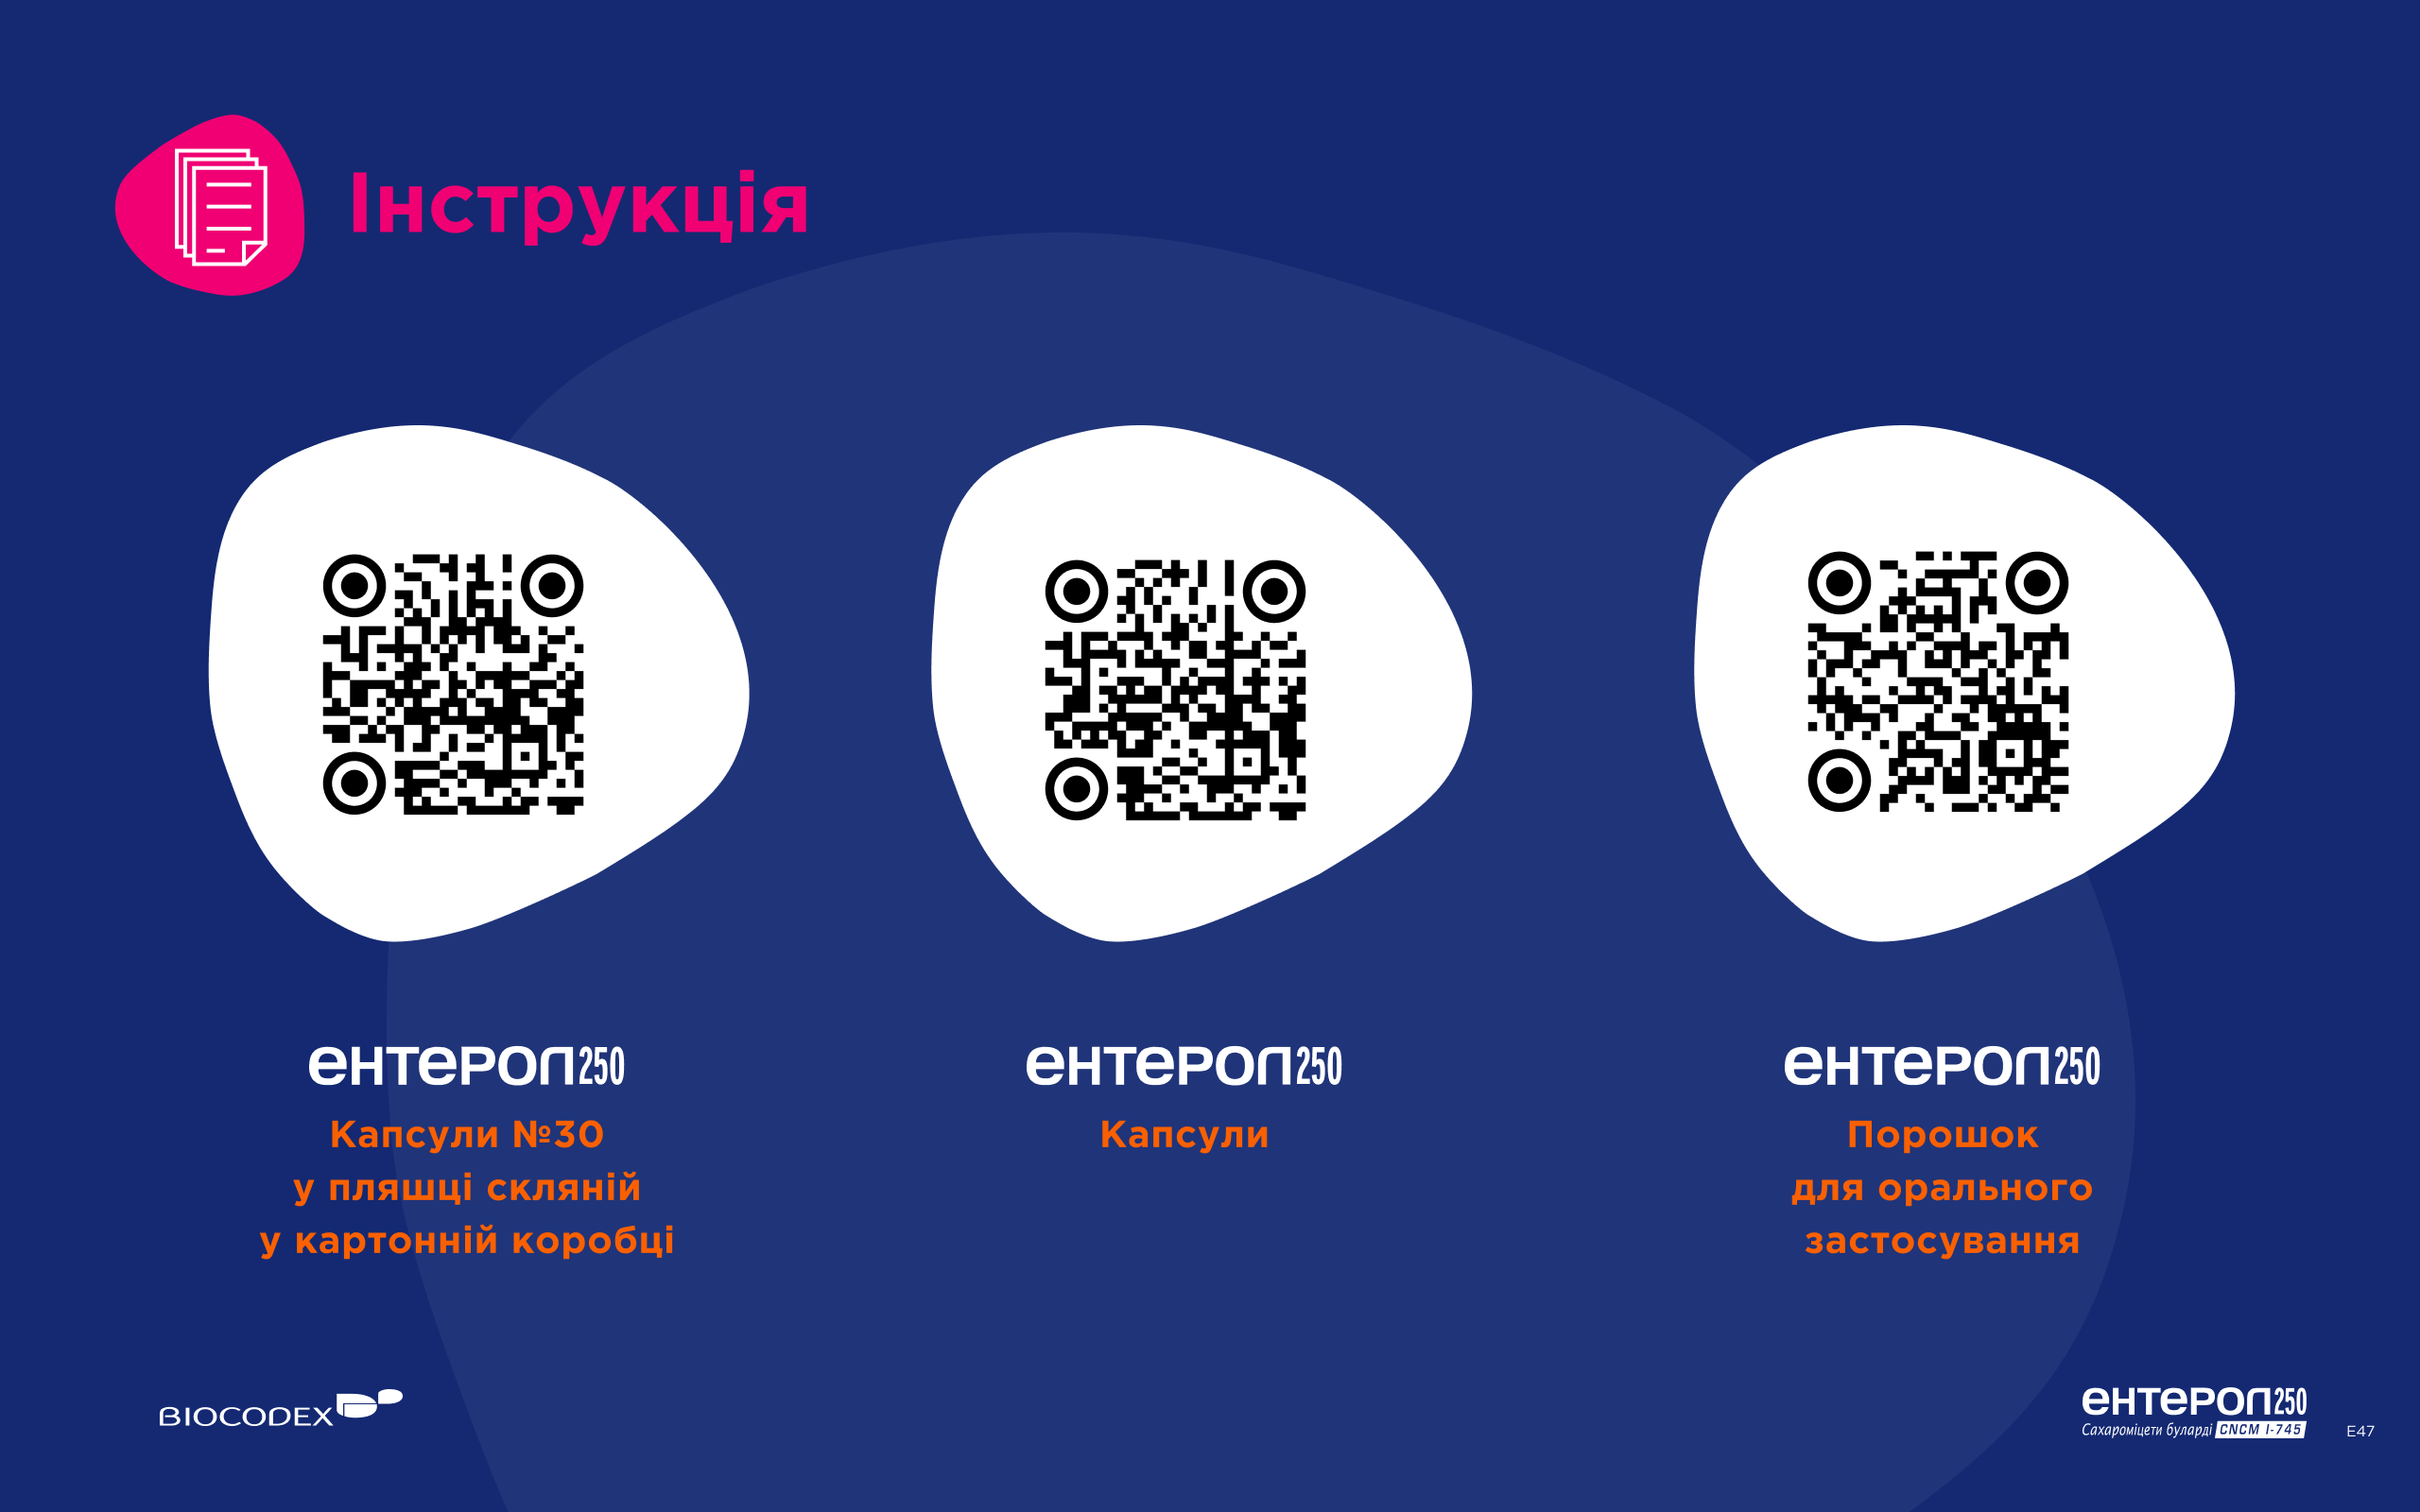 Інструкція
ентерол250
Капсули №30
у пляшці скляній
у картонній коробці
ентерол250
Капсули
ентерол250
Порошок
для орального
застосування
BIOCODEX
ентерол250
Сахароміцети буларді CNCM I-745
E47